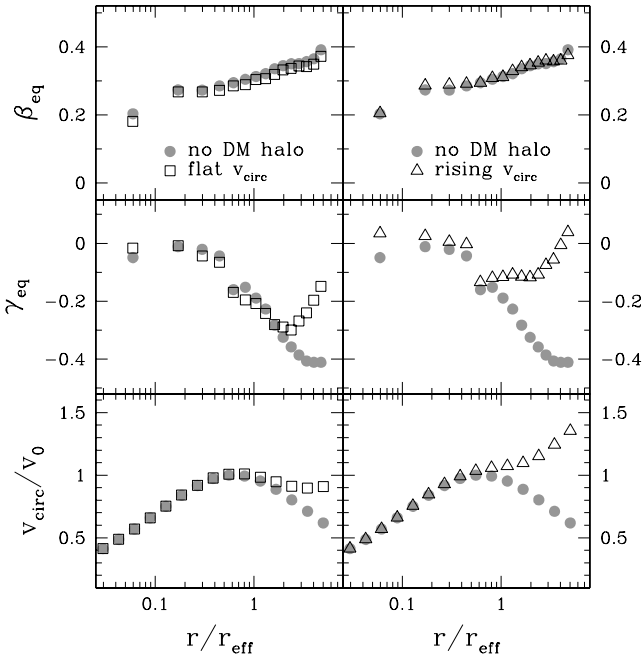 0.4
0.2
0
β_eq
no DM halo
flat v_circ
no DM halo
rising v_circ
0.4
0.2
0
0
−0.2
−0.4
γ_eq
0
−0.2
−0.4
1.5
1
0.5
v_circ/v_0
1.5
1
0.5
0.1
1
0.1
1
r/r_eff
r/r_eff